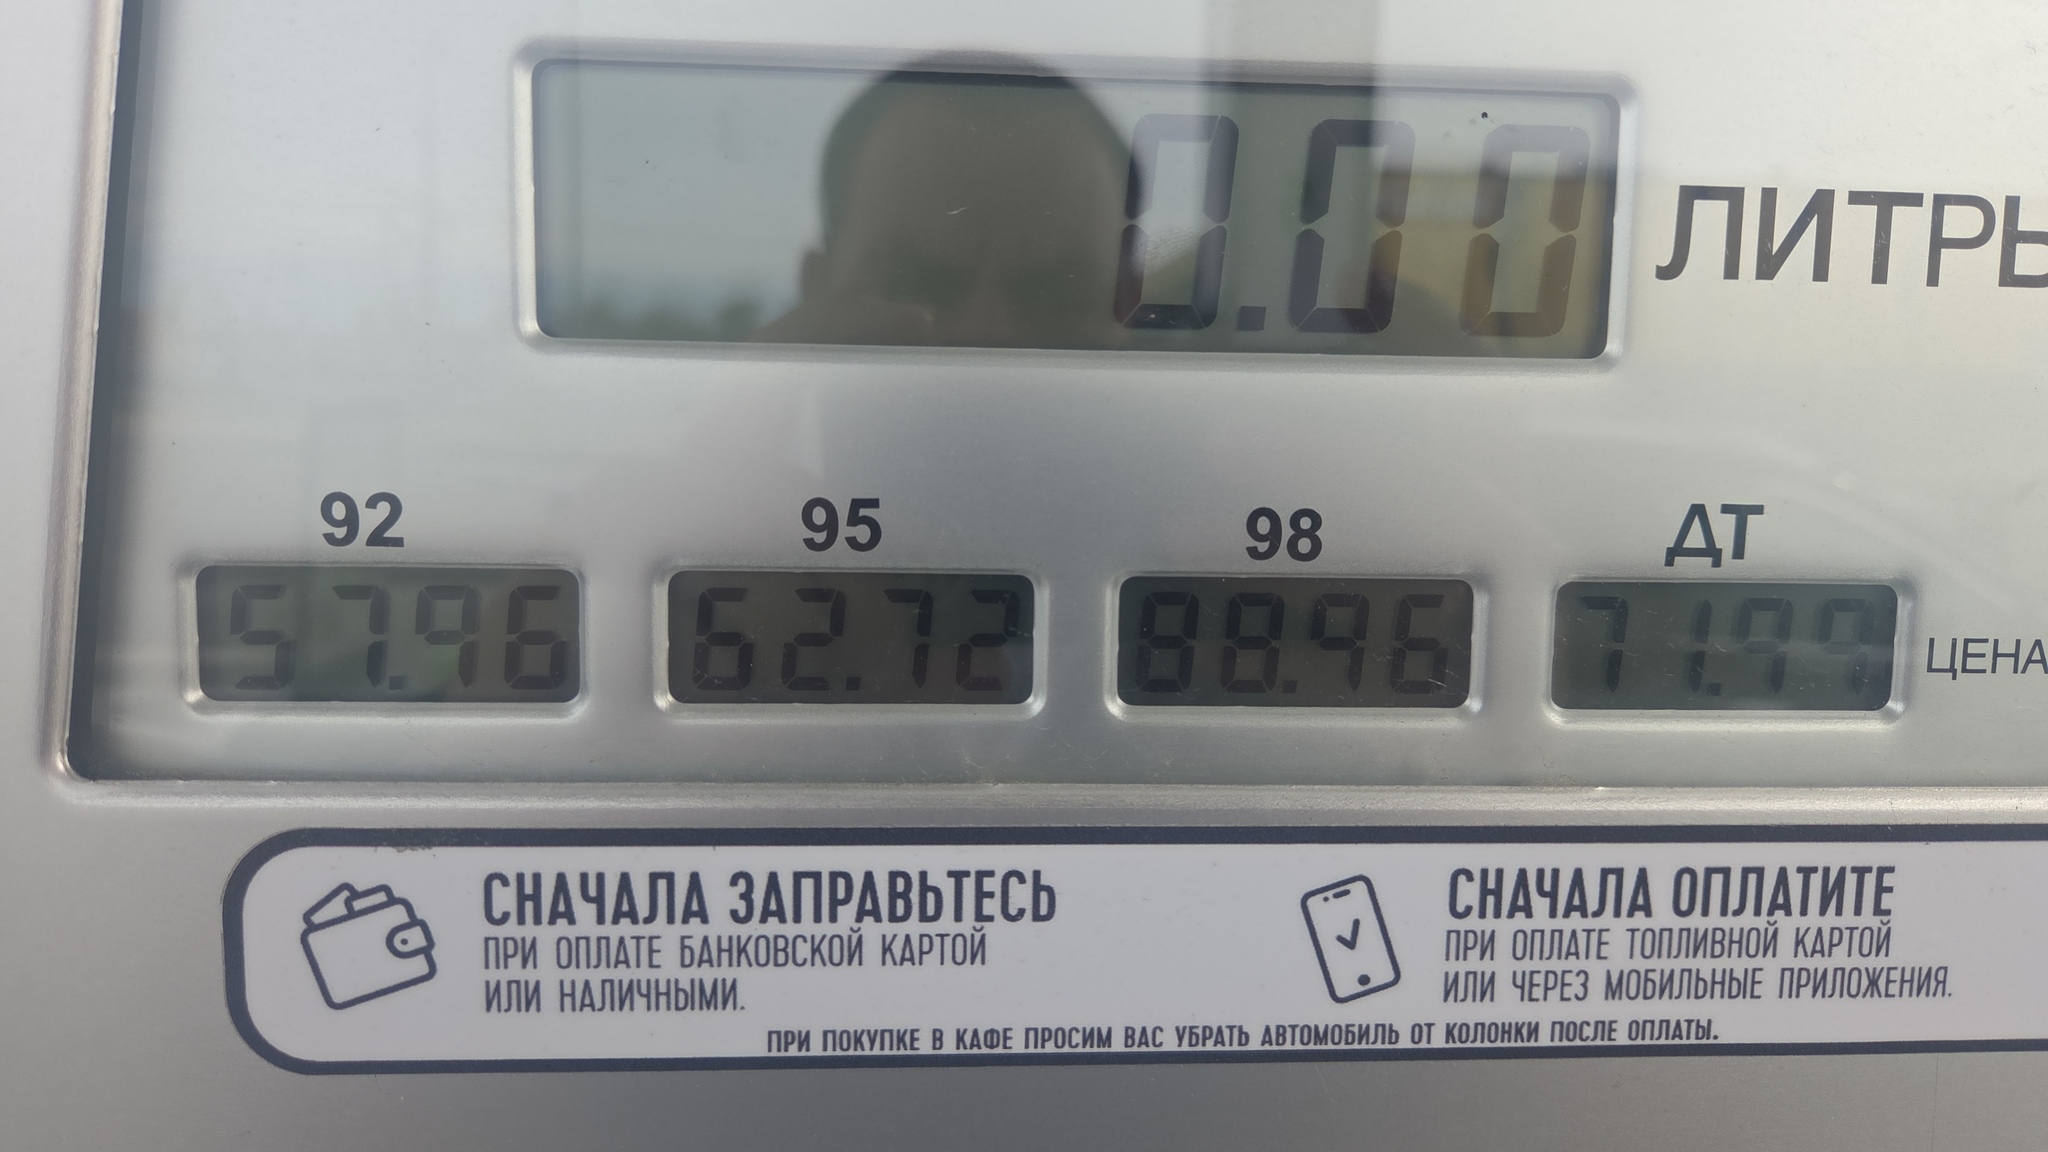 0.00 ЛИТРЫ
92 95 98 ДТ
57.96 62.72 88.96 71.99 ЦЕНА
СНАЧАЛА ЗАПРАВЬТЕСЬ
ПРИ ОПЛАТЕ БАНКОВСКОЙ КАРТОЙ
ИЛИ НАЛИЧНЫМИ.
СНАЧАЛА ОПЛАТИТЕ
ПРИ ОПЛАТЕ ТОПЛИВНОЙ КАРТОЙ
ИЛИ ЧЕРЕЗ МОБИЛЬНЫЕ ПРИЛОЖЕНИЯ.
ПРИ ПОКУПКЕ В КАФЕ ПРОСИМ ВАС УБРАТЬ АВТОМОБИЛЬ ОТ КОЛОНКИ ПОСЛЕ ОПЛАТЫ.